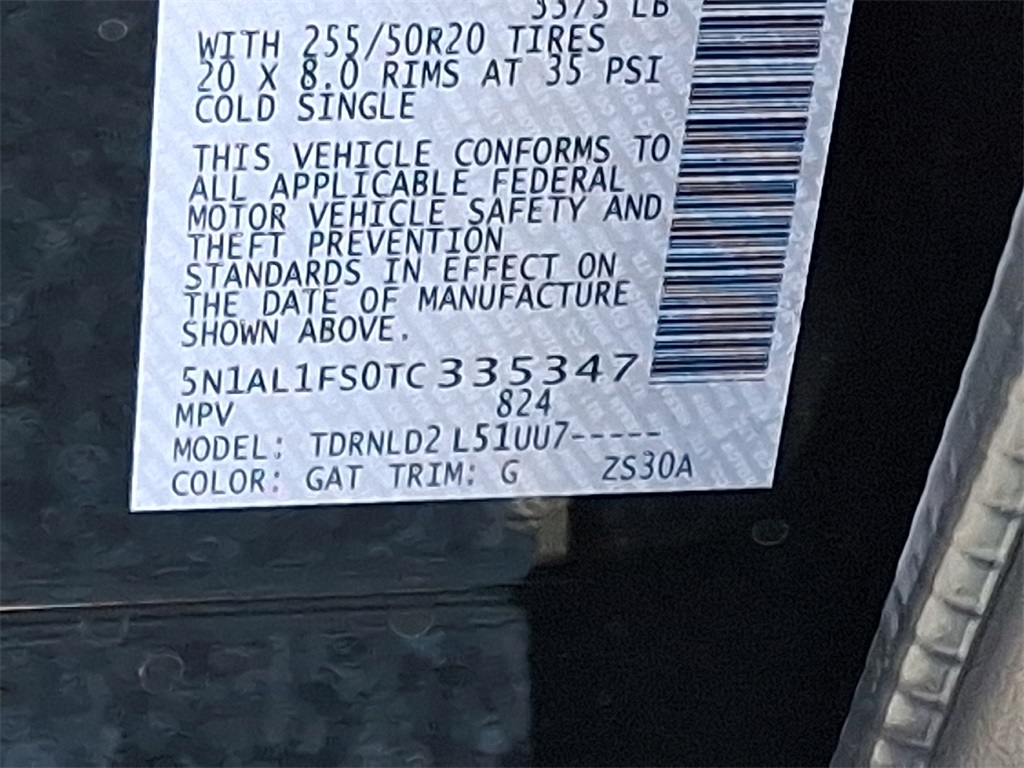 3375 LB
WITH 255/50R20 TIRES
20 X 8.0 RIMS AT 35 PSI
COLD SINGLE
THIS VEHICLE CONFORMS TO
ALL APPLICABLE FEDERAL
MOTOR VEHICLE SAFETY AND
THEFT PREVENTION
STANDARDS IN EFFECT ON
THE DATE OF MANUFACTURE
SHOWN ABOVE.
5N1AL1FS0TC335347
MPV 824
MODEL: TDRNLD2 L51UU7-----
COLOR: GAT TRIM: G ZS30A